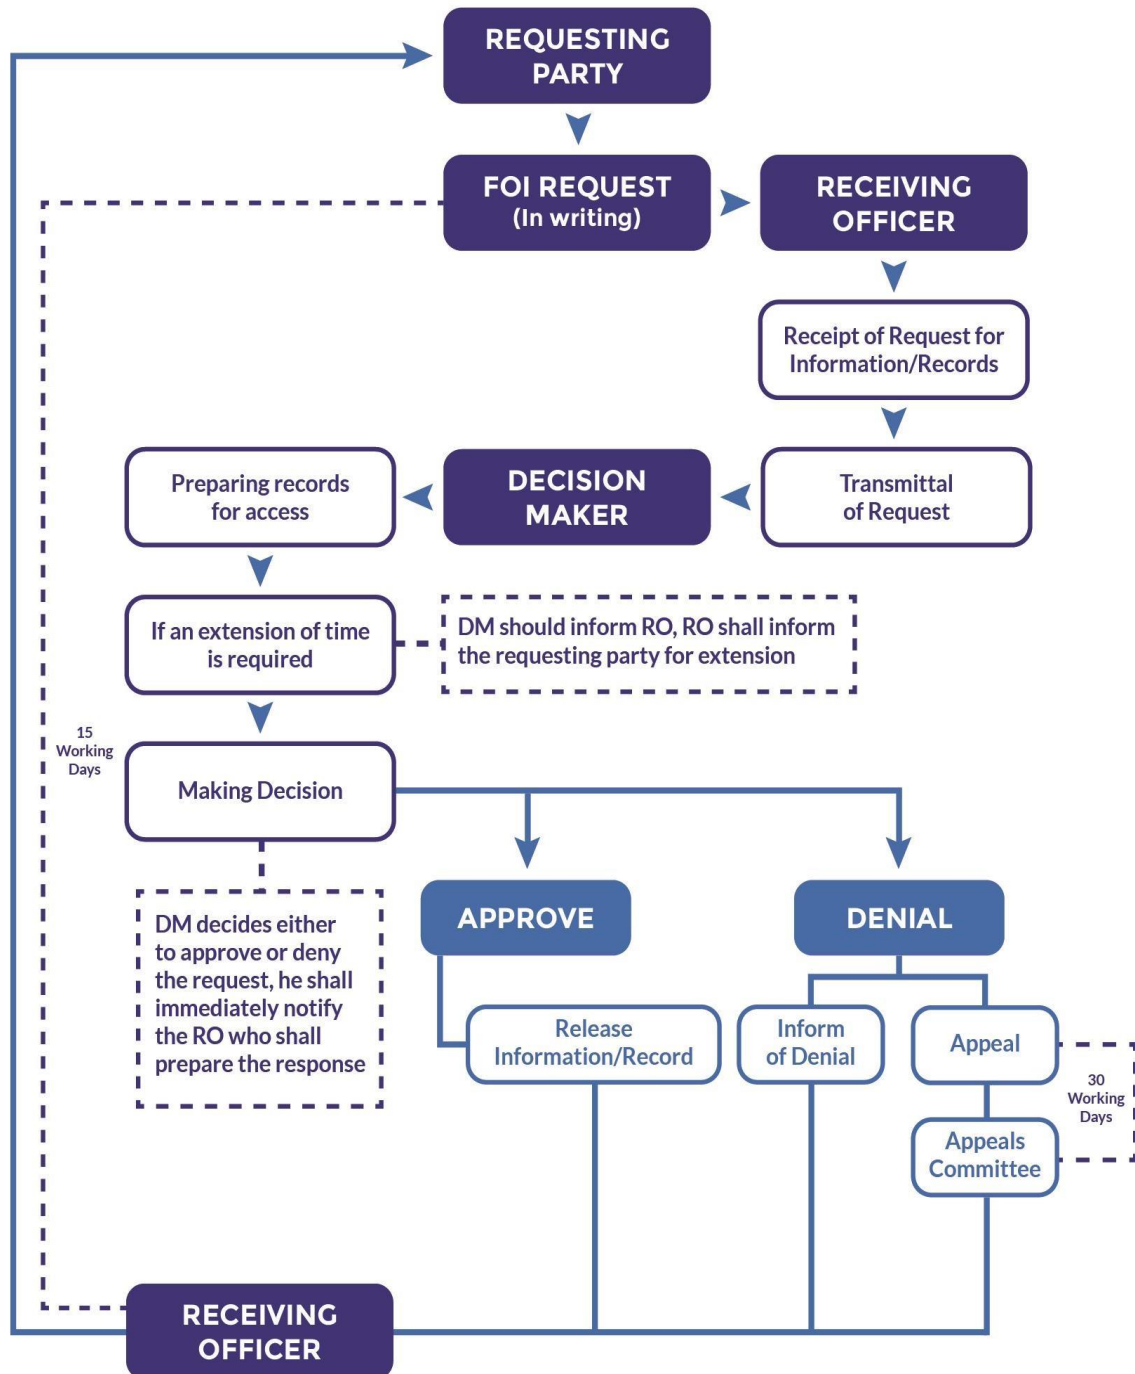 REQUESTING
PARTY
FOI REQUEST
(In writing)
RECEIVING
OFFICER
Receipt of Request for
Information/Records
Transmittal
of Request
DECISION
MAKER
Preparing records
for access
If an extension of time
is required
DM should inform RO, RO shall inform
the requesting party for extension
15
Working
Days
Making Decision
DM decides either
to approve or deny
the request, he shall
immediately notify
the RO who shall
prepare the response
APPROVE
DENIAL
Release
Information/Record
Inform
of Denial
Appeal
30
Working
Days
Appeals
Committee
RECEIVING
OFFICER